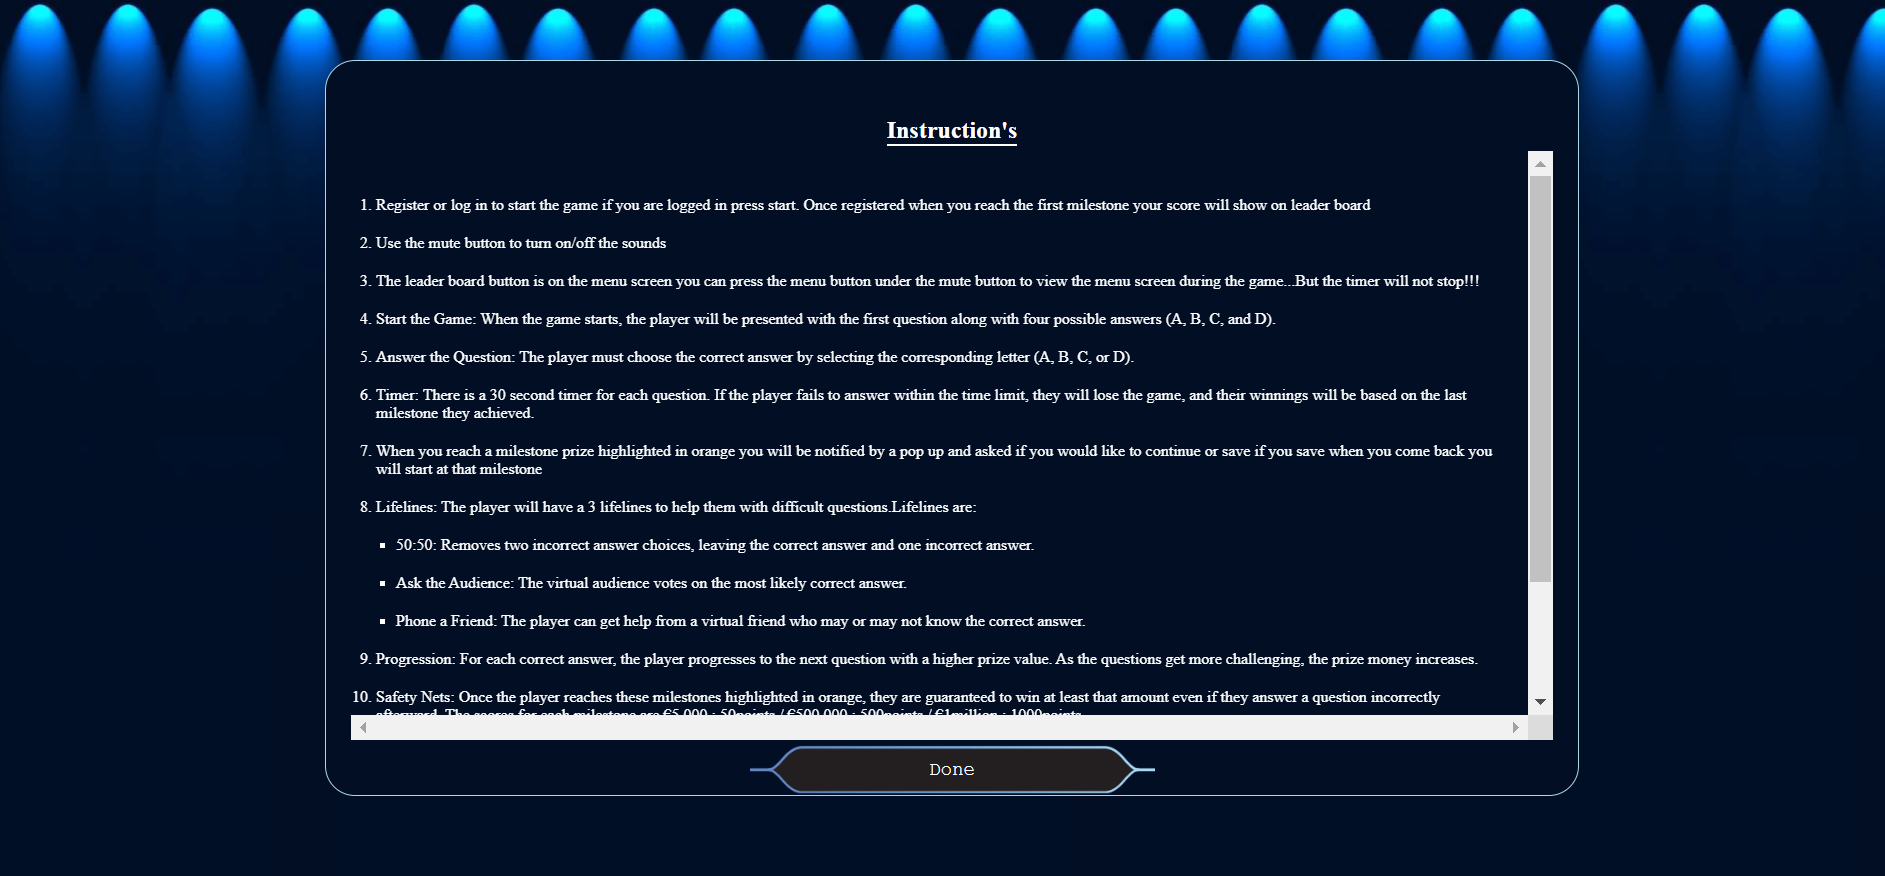 Instruction's
1. Register or log in to start the game if you are logged in press start. Once registered when you reach the first milestone your score will show on leader board
2. Use the mute button to turn on/off the sounds
3. The leader board button is on the menu screen you can press the menu button under the mute button to view the menu screen during the game...But the timer will not stop!!!
4. Start the Game: When the game starts, the player will be presented with the first question along with four possible answers (A, B, C, and D).
5. Answer the Question: The player must choose the correct answer by selecting the corresponding letter (A, B, C, or D).
6. Timer: There is a 30 second timer for each question. If the player fails to answer within the time limit, they will lose the game, and their winnings will be based on the last
milestone they achieved.
7. When you reach a milestone prize highlighted in orange you will be notified by a pop up and asked if you would like to continue or save if you save when you come back you
will start at that milestone
8. Lifelines: The player will have a 3 lifelines to help them with difficult questions.Lifelines are:
▪ 50:50: Removes two incorrect answer choices, leaving the correct answer and one incorrect answer.
▪ Ask the Audience: The virtual audience votes on the most likely correct answer.
▪ Phone a Friend: The player can get help from a virtual friend who may or may not know the correct answer.
9. Progression: For each correct answer, the player progresses to the next question with a higher prize value. As the questions get more challenging, the prize money increases.
10. Safety Nets: Once the player reaches these milestones highlighted in orange, they are guaranteed to win at least that amount even if they answer a question incorrectly
afterward. The scores for each milestone are €5,000 : 50points / €500,000 : 500points / €1million : 1000points
Done